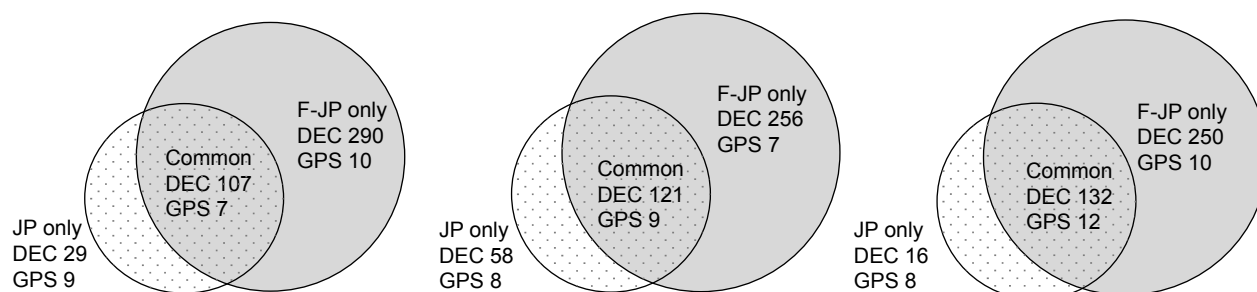 F-JP only
DEC 290
GPS 10
Common
DEC 107
GPS 7
JP only
DEC 29
GPS 9
F-JP only
DEC 256
GPS 7
Common
DEC 121
GPS 9
JP only
DEC 58
GPS 8
F-JP only
DEC 250
GPS 10
Common
DEC 132
GPS 12
JP only
DEC 16
GPS 8